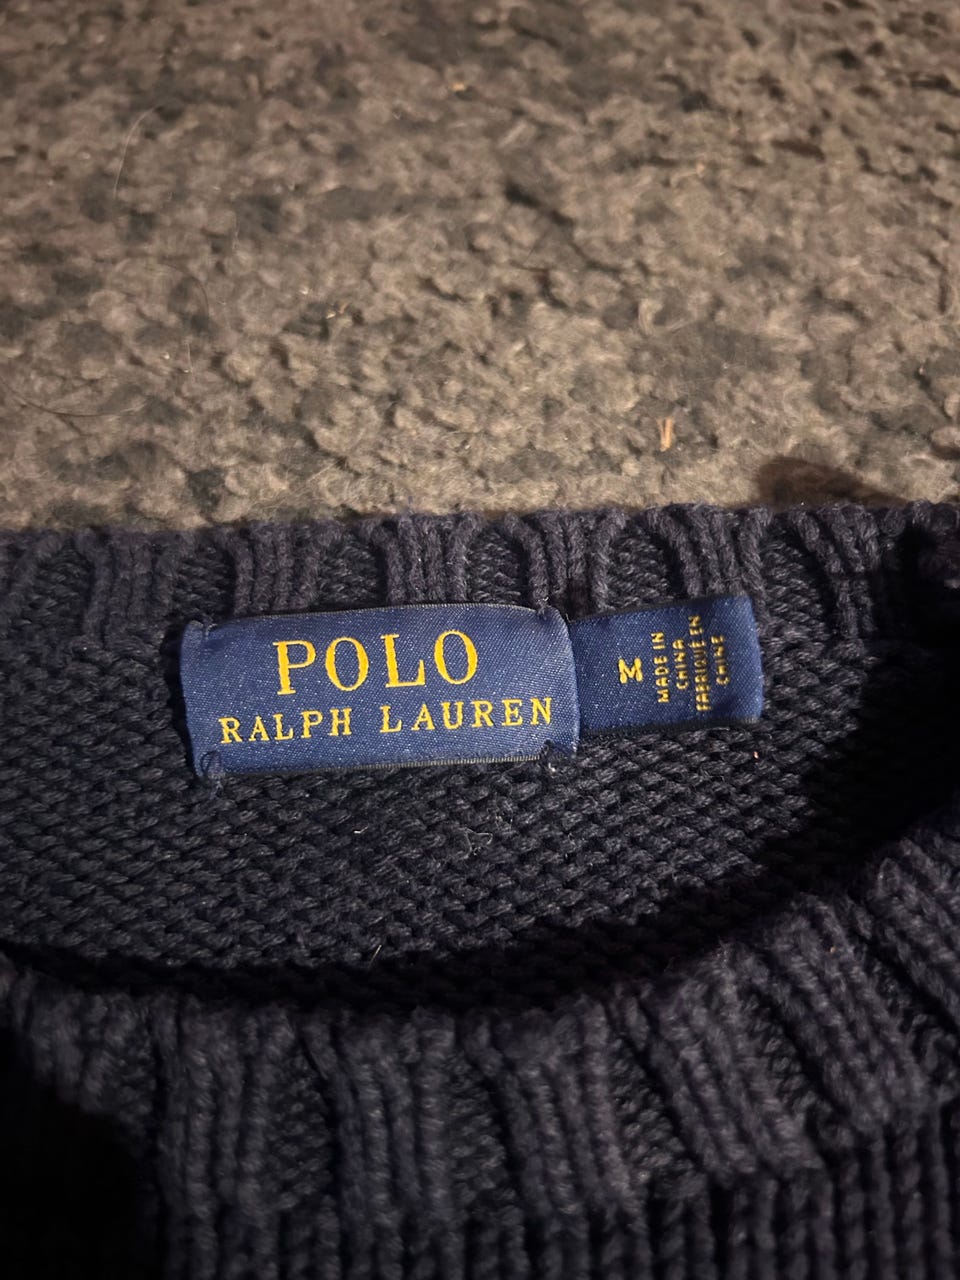 POLO
RALPH LAUREN
M
MADE IN
CHINA
FABRIQUÉ EN
CHINE